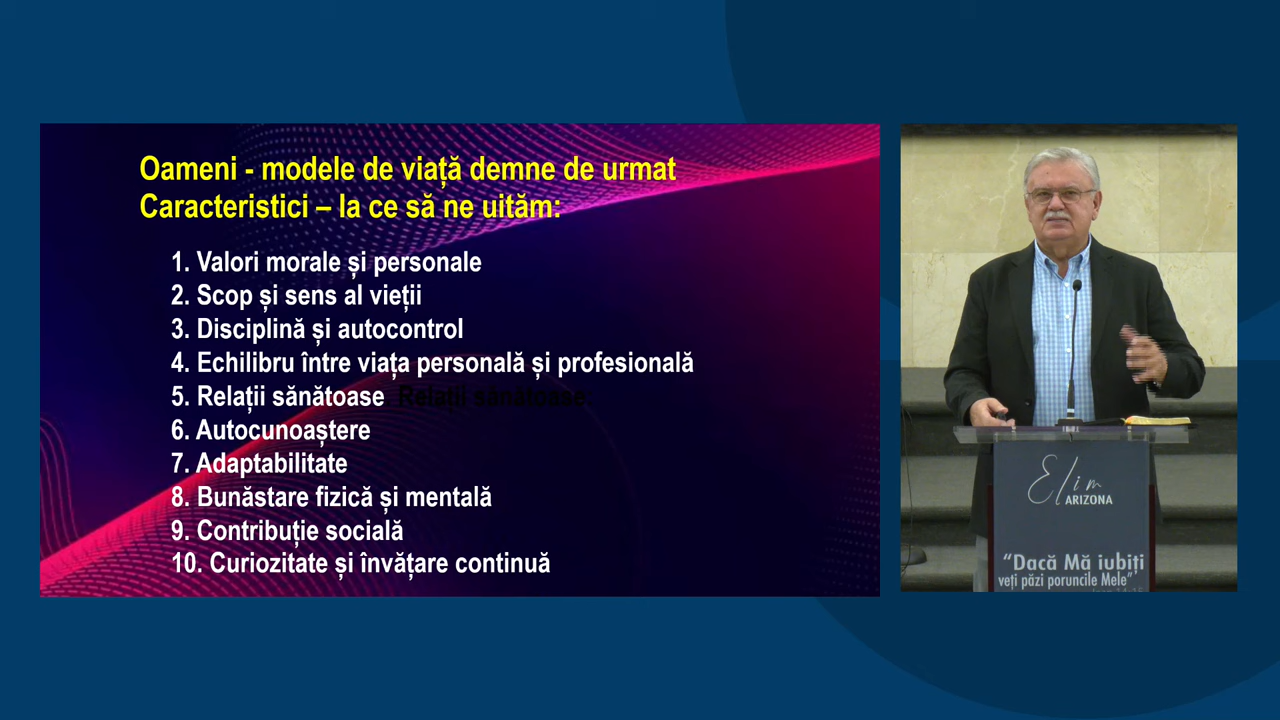 Oameni - modele de viață demne de urmat
Caracteristici – la ce să ne uităm:
1. Valori morale și personale
2. Scop și sens al vieții
3. Disciplină și autocontrol
4. Echilibru între viața personală și profesională
5. Relații sănătoase Relații sănătoase
6. Autocunoaștere
7. Adaptabilitate
8. Bunăstare fizică și mentală
9. Contribuție socială
10. Curiozitate și învățare continuă
Elim
ARIZONA
“Dacă Mă iubiți
veți păzi poruncile Mele”